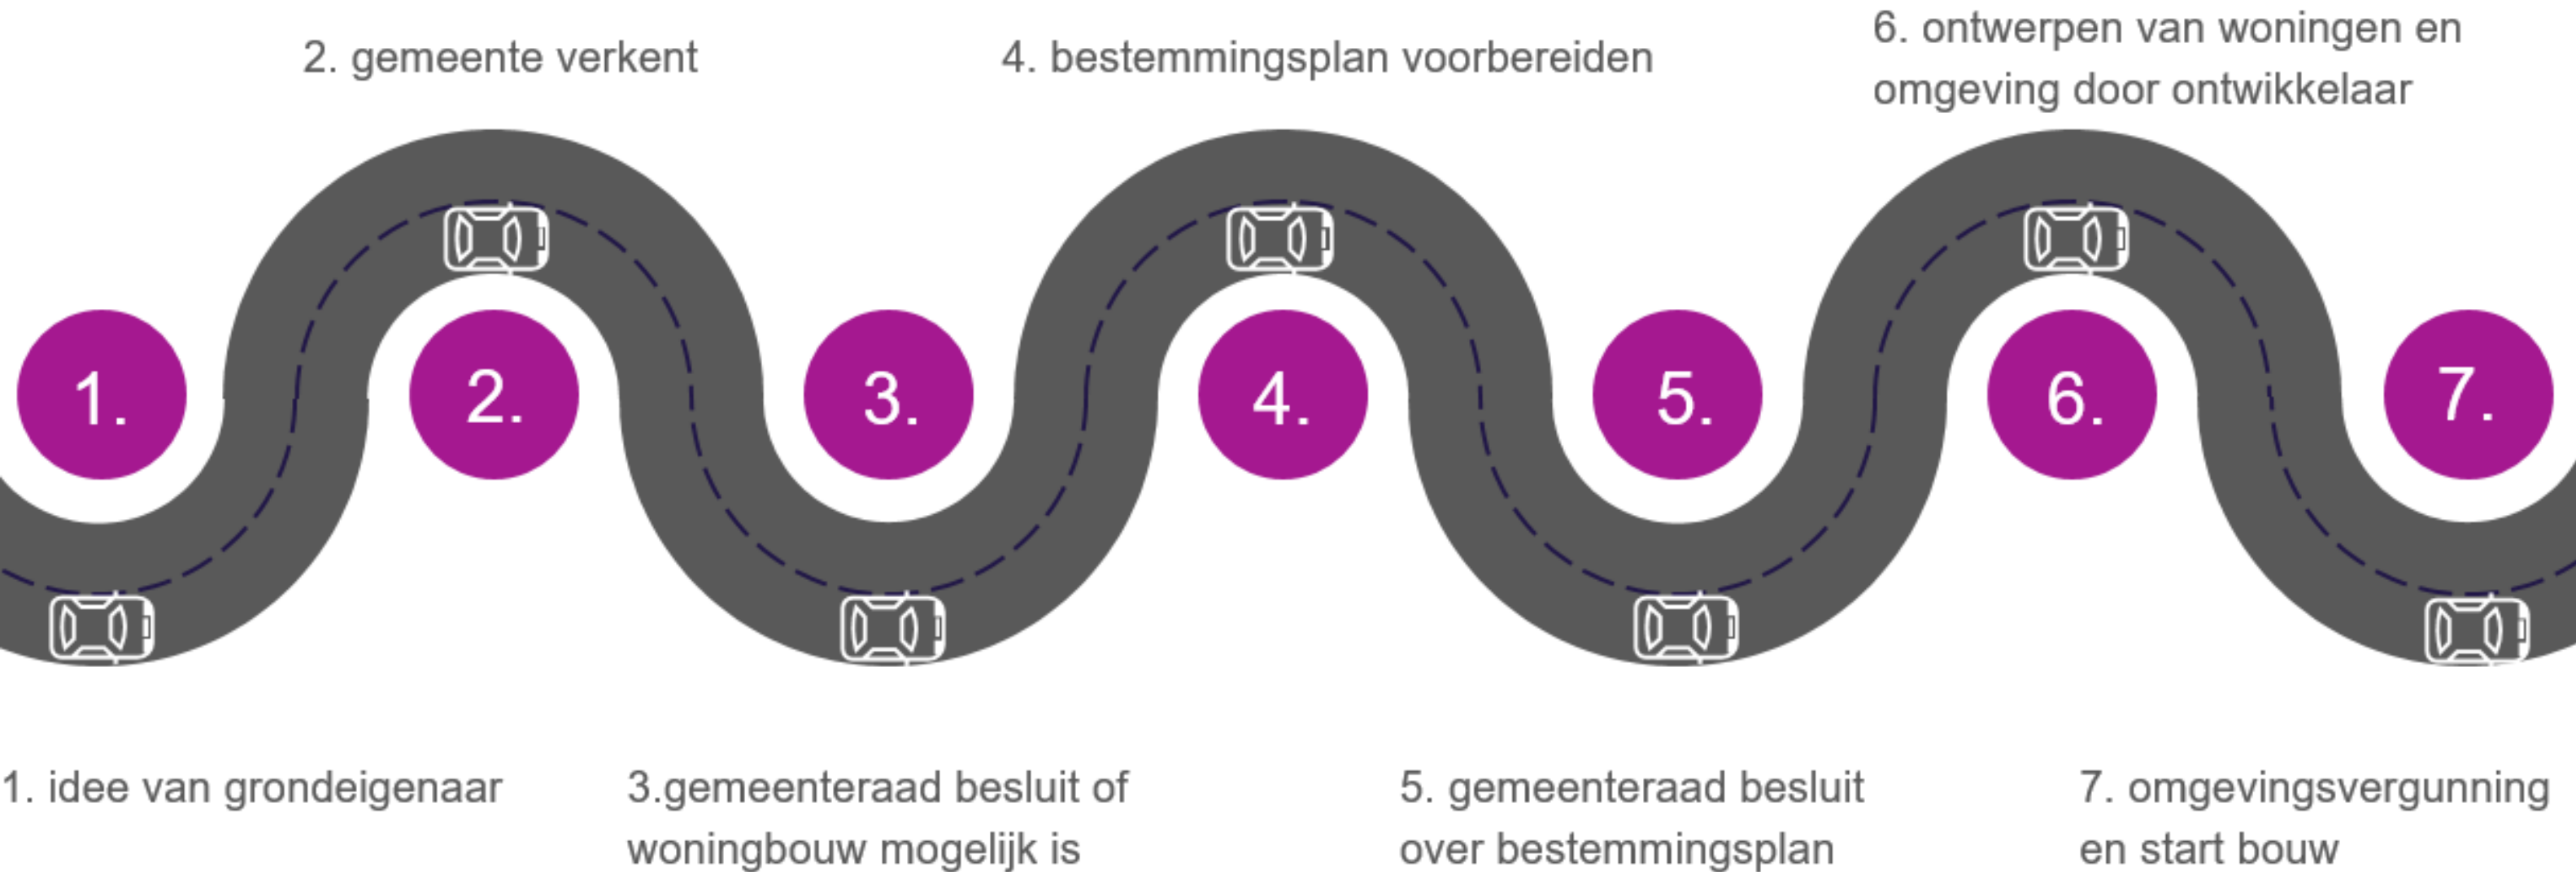 2. gemeente verkent
4. bestemmingsplan voorbereiden
6. ontwerpen van woningen en
omgeving door ontwikkelaar
1.
2.
3.
4.
5.
6.
7.
1. idee van grondeigenaar
3.gemeenteraad besluit of
woningbouw mogelijk is
5. gemeenteraad besluit
over bestemmingsplan
7. omgevingsvergunning
en start bouw